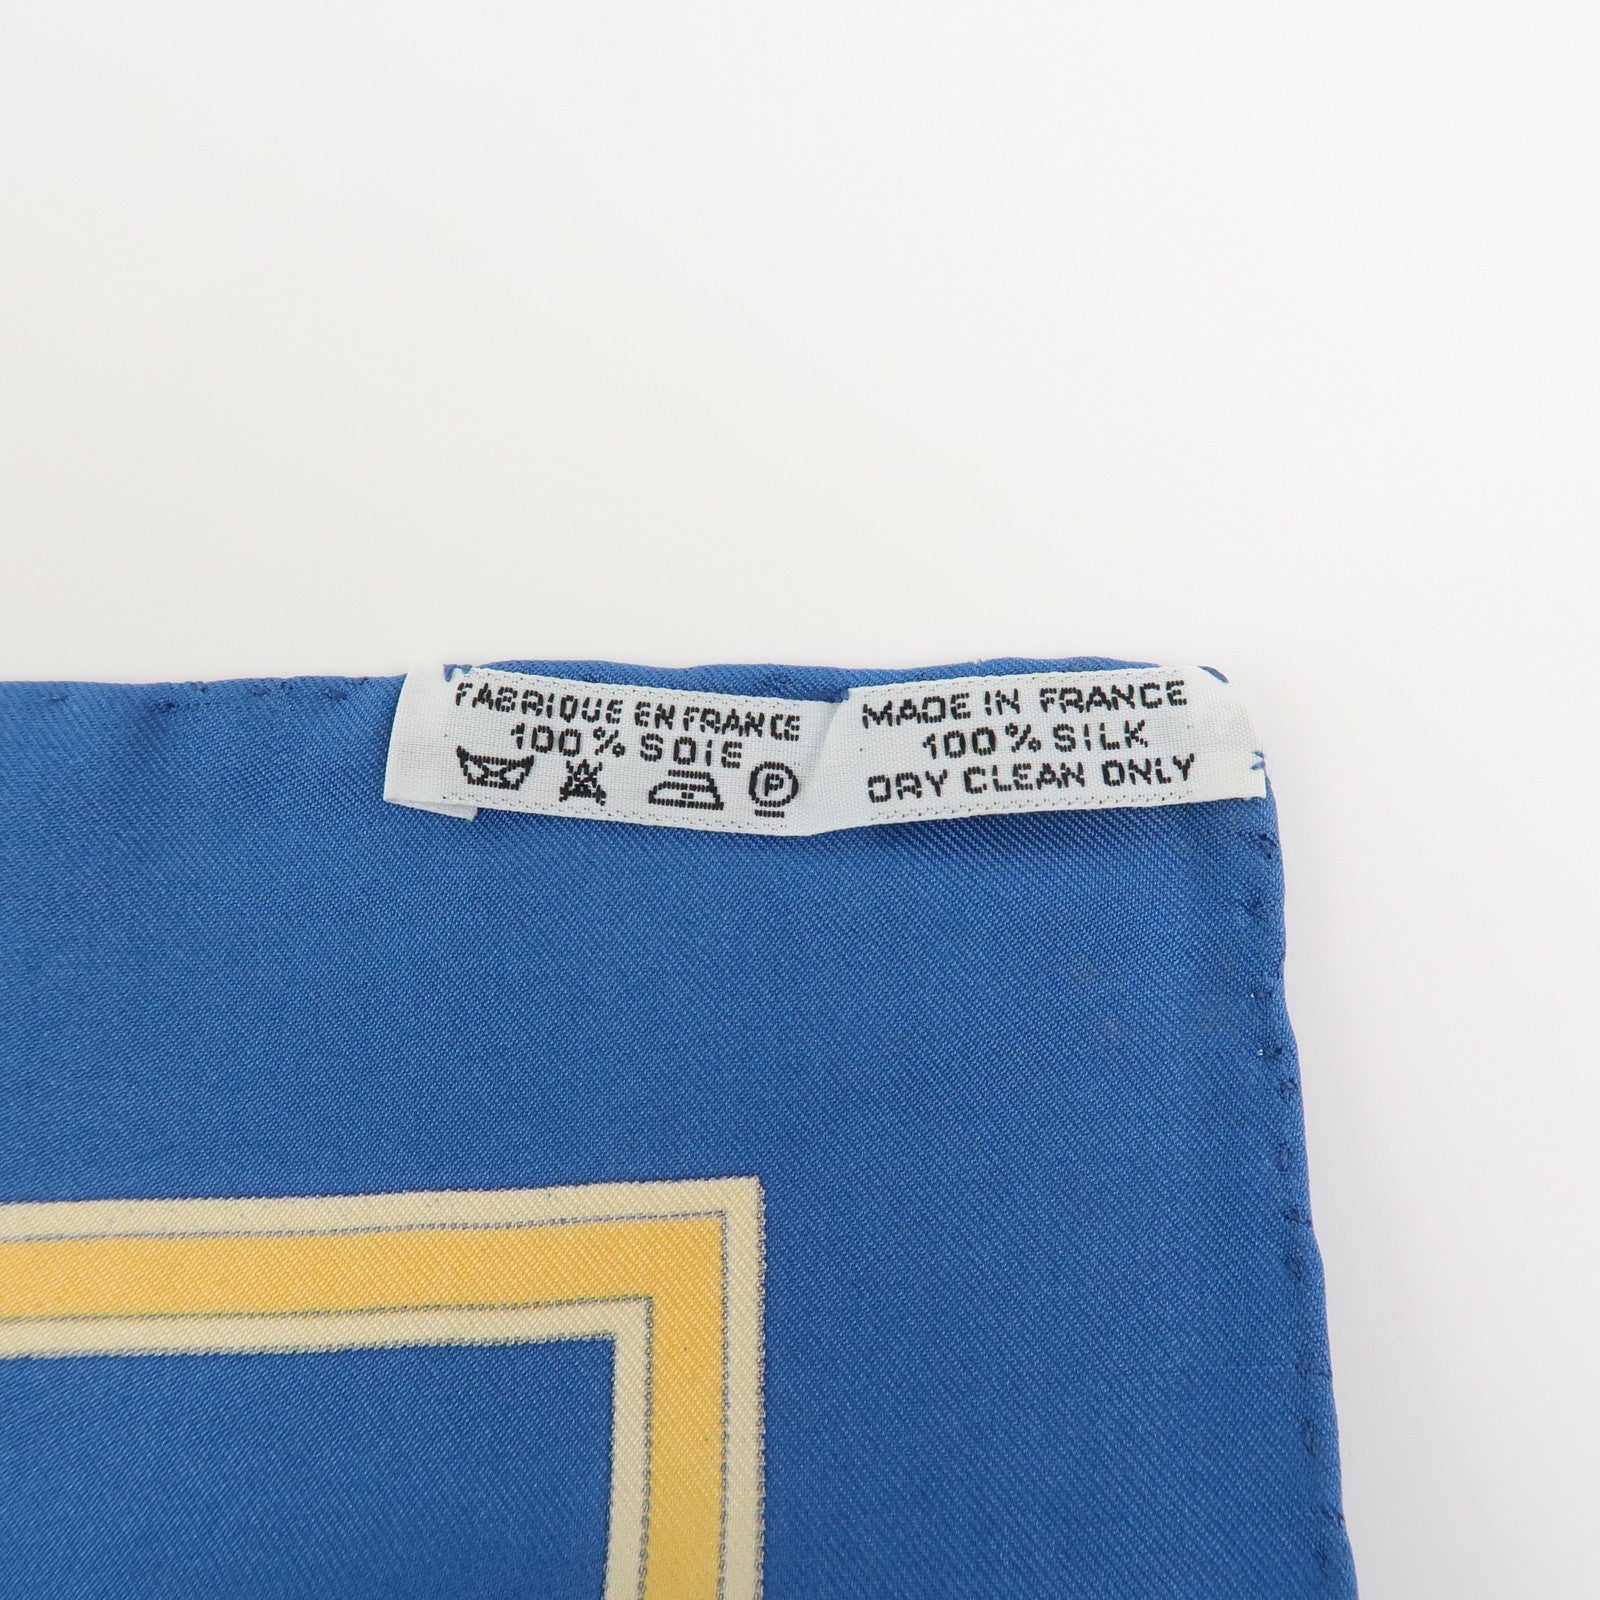 FABRIQUE EN FRANCE
100% SOIE
P
MADE IN FRANCE
100% SILK
DRY CLEAN ONLY